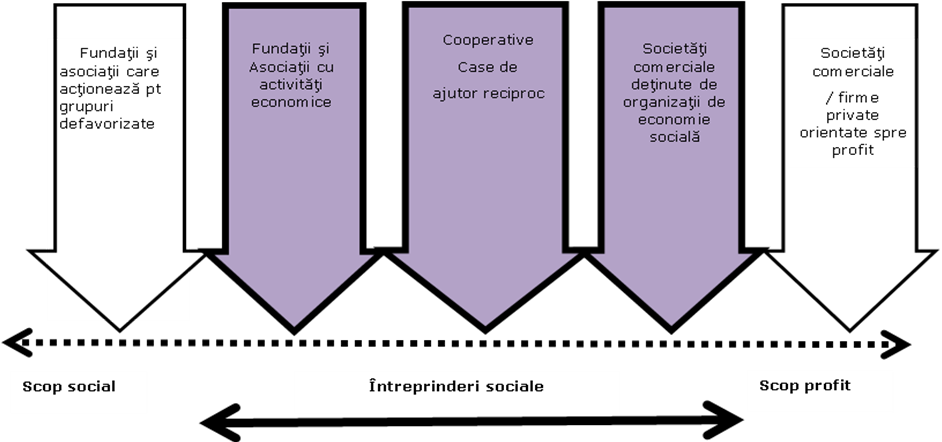 Fundaţii şi
asociaţii care
acţionează pt
grupuri
defavorizate
Fundaţii şi
Asociaţii cu
activităţi
economice
Cooperative
Case de
ajutor reciproc
Societăţi
comerciale
deţinute de
organizaţii de
economie
socială
Societăţi
comerciale
/ firme
private
orientate spre
profit
Scop social
Întreprinderi sociale
Scop profit